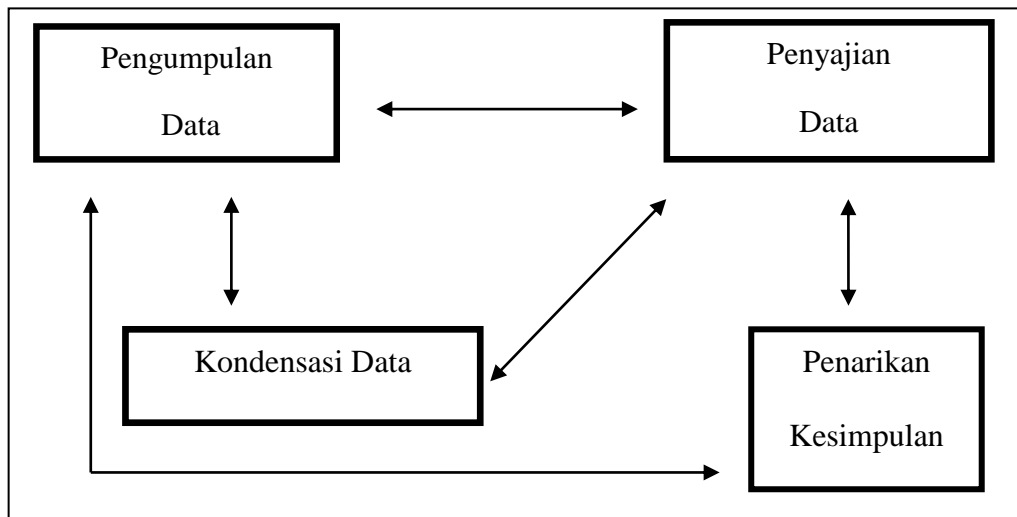 Pengumpulan
Data
Penyajian
Data
Kondensasi Data
Penarikan
Kesimpulan